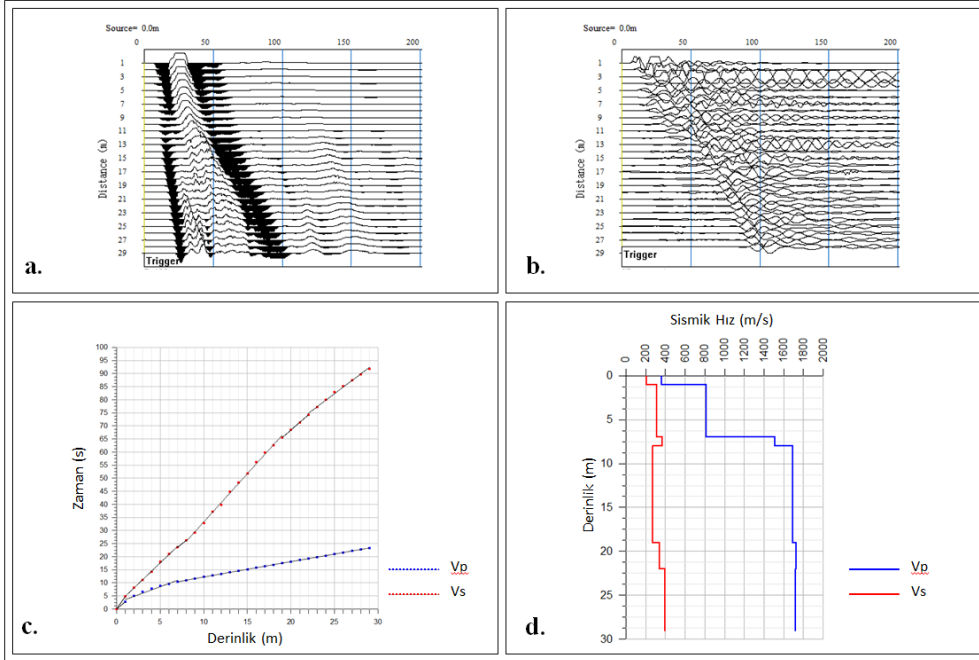 Source= 0.0m
0 50 100 150 200
Distance (m)
1
3
5
7
9
11
13
15
17
19
21
23
25
27
29
Trigger
a.
Source= 0.0m
0 50 100 150 200
Distance (m)
1
3
5
7
9
11
13
15
17
19
21
23
25
27
29
Trigger
b.
Zaman (s)
100
95
90
85
80
75
70
65
60
55
50
45
40
35
30
25
20
15
10
5
0
0 5 10 15 20 25 30
Derinlik (m)
Vp
Vs
c.
Sismik Hız (m/s)
0 200 400 600 800 1000 1200 1400 1600 1800 2000
Derinlik (m)
0
5
10
15
20
25
30
Vp
Vs
d.